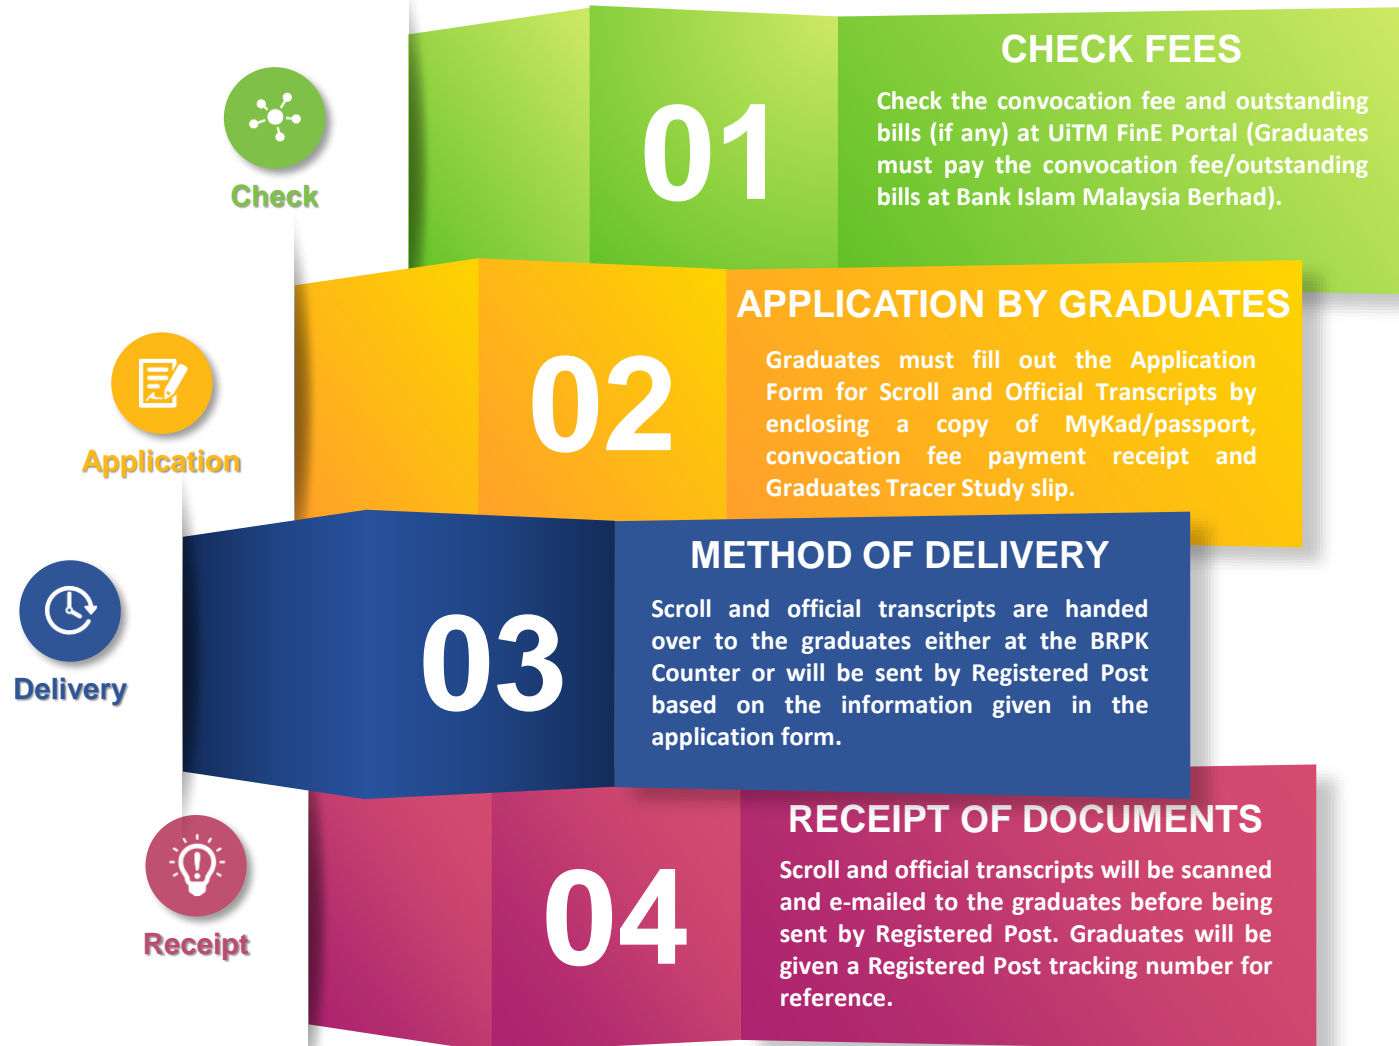 CHECK FEES
01
Check the convocation fee and outstanding
bills (if any) at UiTM FinE Portal (Graduates
must pay the convocation fee/outstanding
bills at Bank Islam Malaysia Berhad).
Check
APPLICATION BY GRADUATES
02
Graduates must fill out the Application
Form for Scroll and Official Transcripts by
enclosing a copy of MyKad/passport,
convocation fee payment receipt and
Graduates Tracer Study slip.
Application
METHOD OF DELIVERY
03
Scroll and official transcripts are handed
over to the graduates either at the BRPK
Counter or will be sent by Registered Post
based on the information given in the
application form.
Delivery
RECEIPT OF DOCUMENTS
04
Scroll and official transcripts will be scanned
and e-mailed to the graduates before being
sent by Registered Post. Graduates will be
given a Registered Post tracking number for
reference.
Receipt